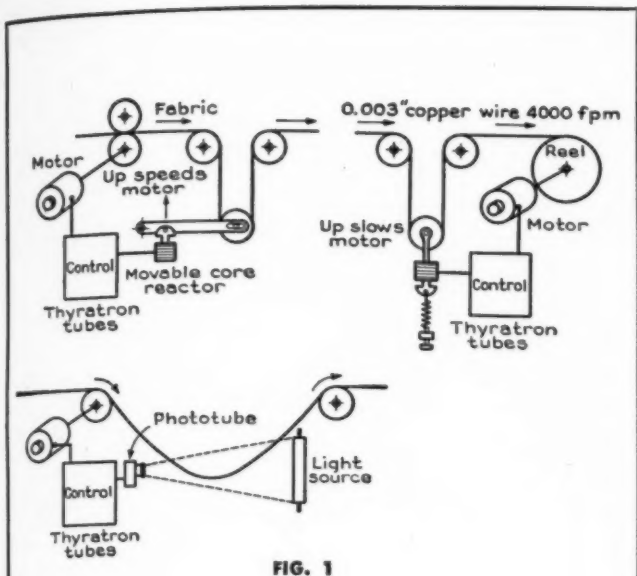 Fabric
Motor
Up speeds
motor
Control
Movable core
reactor
Thyratron
tubes
0.003" copper wire 4000 fpm
Reel
Up slows
motor
Motor
Control
Thyratron
tubes
Phototube
Light
source
Control
Thyratron
tubes
FIG. 1